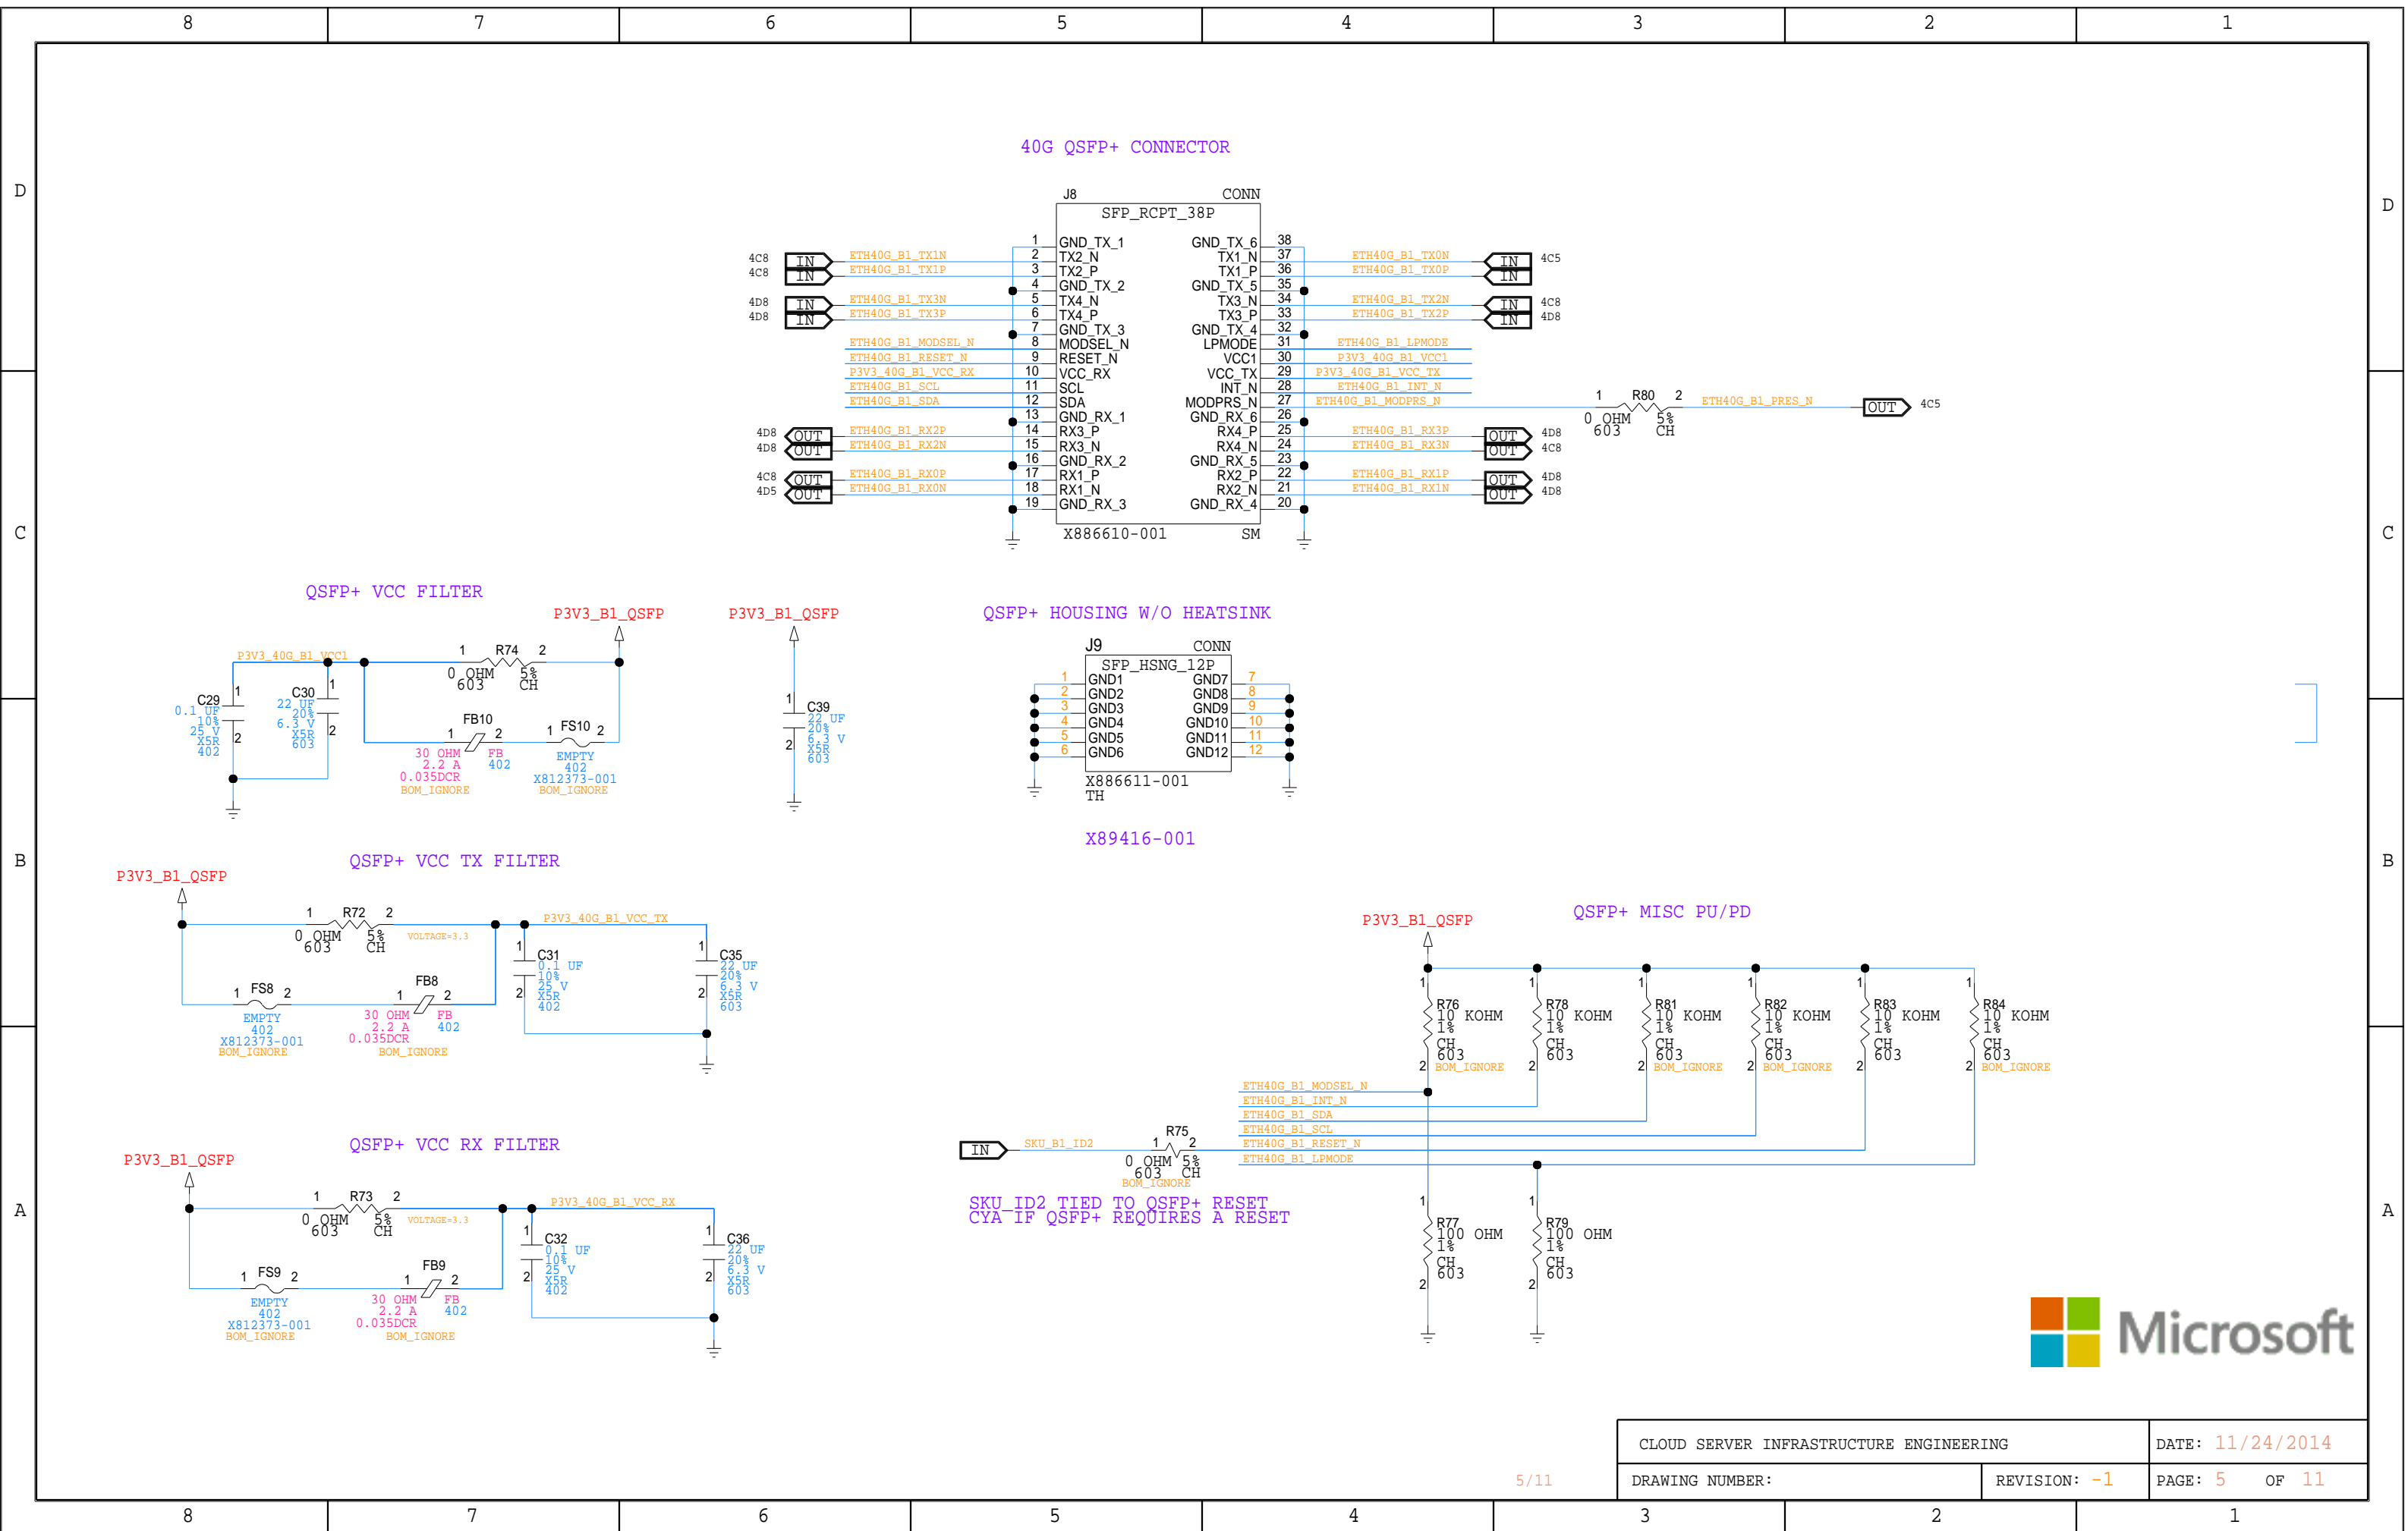 8 7 6 5 4 3 2 1
D D
40G QSFP+ CONNECTOR
J8 CONN
SFP_RCPT_38P
1 GND_TX_1 GND_TX_6 38
4C8 IN ETH40G_B1_TX1N 2 TX2_N TX1_N 37 ETH40G_B1_TX0N IN 4C5
4C8 IN ETH40G_B1_TX1P 3 TX2_P TX1_P 36 ETH40G_B1_TX0P IN
4 GND_TX_2 GND_TX_5 35
4D8 IN ETH40G_B1_TX3N 5 TX4_N TX3_N 34 ETH40G_B1_TX2N IN 4C8
4D8 IN ETH40G_B1_TX3P 6 TX4_P TX3_P 33 ETH40G_B1_TX2P IN 4D8
7 GND_TX_3 GND_TX_4 32
ETH40G_B1_MODSEL_N 8 MODSEL_N LPMODE 31 ETH40G_B1_LPMODE
ETH40G_B1_RESET_N 9 RESET_N VCC1 30 P3V3_40G_B1_VCC1
P3V3_40G_B1_VCC_RX 10 VCC_RX VCC_TX 29 P3V3_40G_B1_VCC_TX
ETH40G_B1_SCL 11 SCL INT_N 28 ETH40G_B1_INT_N
ETH40G_B1_SDA 12 SDA MODPRS_N 27 ETH40G_B1_MODPRS_N 1 R80 2 ETH40G_B1_PRES_N OUT 4C5
0 OHM 5%
603 CH
13 GND_RX_1 GND_RX_6 26
4D8 OUT ETH40G_B1_RX2P 14 RX3_P RX4_P 25 ETH40G_B1_RX3P OUT 4D8
4D8 OUT ETH40G_B1_RX2N 15 RX3_N RX4_N 24 ETH40G_B1_RX3N OUT 4C8
16 GND_RX_2 GND_RX_5 23
4C8 OUT ETH40G_B1_RX0P 17 RX1_P RX2_P 22 ETH40G_B1_RX1P OUT 4D8
4D5 OUT ETH40G_B1_RX0N 18 RX1_N RX2_N 21 ETH40G_B1_RX1N OUT 4D8
19 GND_RX_3 GND_RX_4 20
X886610-001 SM
C C
QSFP+ VCC FILTER
P3V3_B1_QSFP
P3V3_40G_B1_VCC1
1 R74 2
0 OHM 5%
603 CH
1
C29
0.1 UF
10%
25 V
X5R
402
2
1
C30
22 UF
20%
6.3 V
X5R
603
2
1 FB10 2
30 OHM FB
2.2 A 402
0.035DCR
BOM_IGNORE
1 FS10 2
EMPTY
402
X812373-001
BOM_IGNORE
P3V3_B1_QSFP
1
C39
22 UF
20%
6.3 V
X5R
603
2
QSFP+ HOUSING W/O HEATSINK
J9 CONN
SFP_HSNG_12P
1 GND1 GND7 7
2 GND2 GND8 8
3 GND3 GND9 9
4 GND4 GND10 10
5 GND5 GND11 11
6 GND6 GND12 12
X886611-001
TH
X89416-001
B B
QSFP+ VCC TX FILTER
P3V3_B1_QSFP
1 R72 2
0 OHM 5%
603 CH
VOLTAGE=3.3
P3V3_40G_B1_VCC_TX
1 FS8 2
EMPTY
402
X812373-001
BOM_IGNORE
1 FB8 2
30 OHM FB
2.2 A 402
0.035DCR
BOM_IGNORE
1
C31
0.1 UF
10%
25 V
X5R
402
2
1
C35
22 UF
20%
6.3 V
X5R
603
2
QSFP+ MISC PU/PD
P3V3_B1_QSFP
1 1 1 1 1 1
R76 R78 R81 R82 R83 R84
10 KOHM 10 KOHM 10 KOHM 10 KOHM 10 KOHM 10 KOHM
1% 1% 1% 1% 1% 1%
CH CH CH CH CH CH
603 603 603 603 603 603
2 BOM_IGNORE 2 2 BOM_IGNORE 2 BOM_IGNORE 2 2 BOM_IGNORE
ETH40G_B1_MODSEL_N
ETH40G_B1_INT_N
ETH40G_B1_SDA
ETH40G_B1_SCL
IN SKU_B1_ID2 1 R75 2 ETH40G_B1_RESET_N
ETH40G_B1_LPMODE
0 OHM 5%
603 CH
BOM_IGNORE
SKU_ID2 TIED TO QSFP+ RESET
CYA IF QSFP+ REQUIRES A RESET
1 1
R77 R79
100 OHM 100 OHM
1% 1%
CH CH
603 603
2 2
A A
QSFP+ VCC RX FILTER
P3V3_B1_QSFP
1 R73 2
0 OHM 5%
603 CH
VOLTAGE=3.3
P3V3_40G_B1_VCC_RX
1 FS9 2
EMPTY
402
X812373-001
BOM_IGNORE
1 FB9 2
30 OHM FB
2.2 A 402
0.035DCR
BOM_IGNORE
1
C32
0.1 UF
10%
25 V
X5R
402
2
1
C36
22 UF
20%
6.3 V
X5R
603
2
Microsoft
CLOUD SERVER INFRASTRUCTURE ENGINEERING DATE: 11/24/2014
5/11 DRAWING NUMBER: REVISION: -1 PAGE: 5 OF 11
8 7 6 5 4 3 2 1